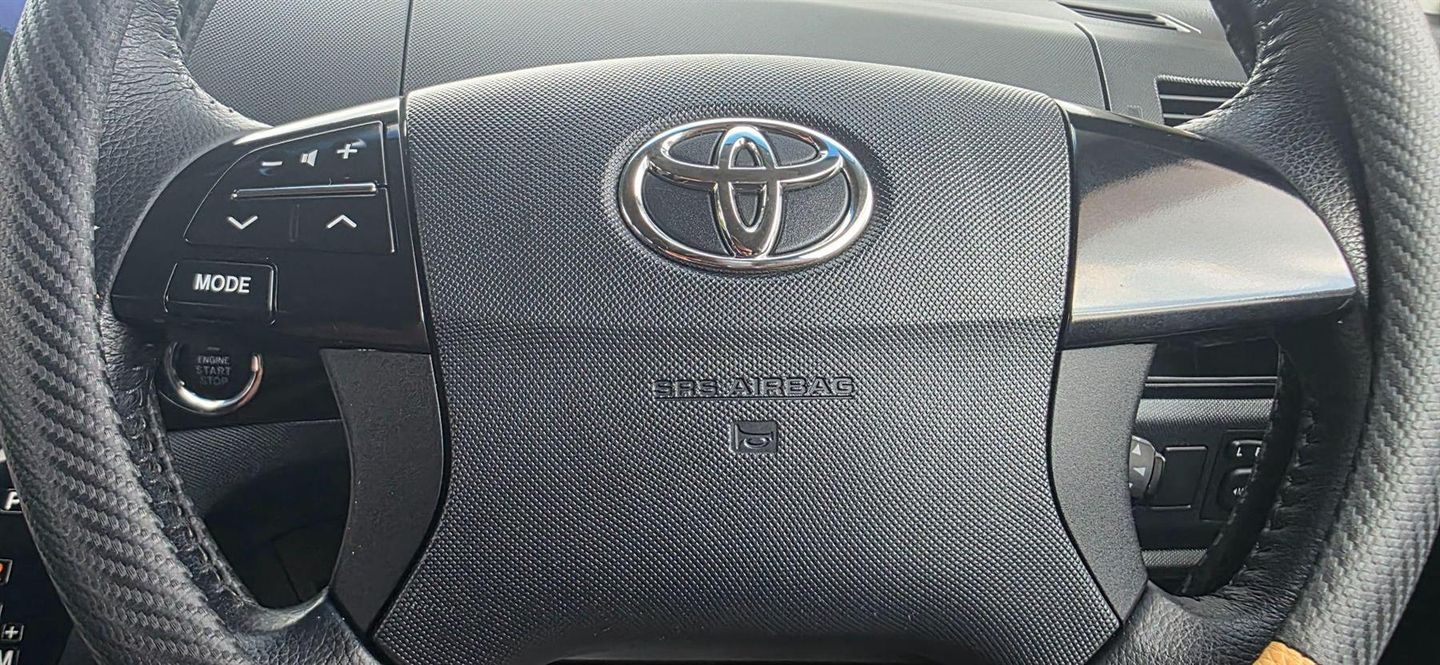 MODE
ENGINE
START
STOP
SRS AIRBAG
L
P
+
M